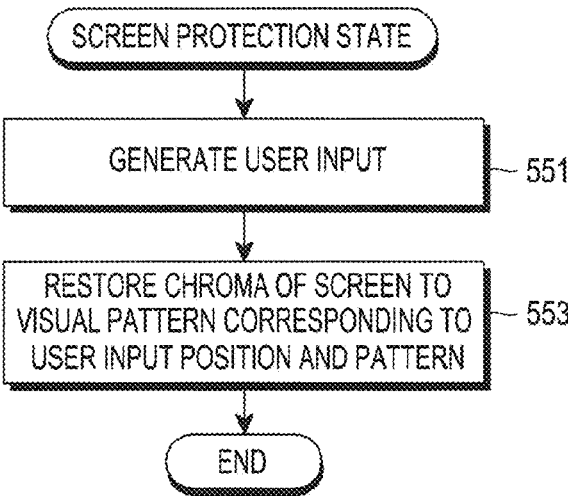 SCREEN PROTECTION STATE
GENERATE USER INPUT
551
RESTORE CHROMA OF SCREEN TO
VISUAL PATTERN CORRESPONDING TO
USER INPUT POSITION AND PATTERN
553
END